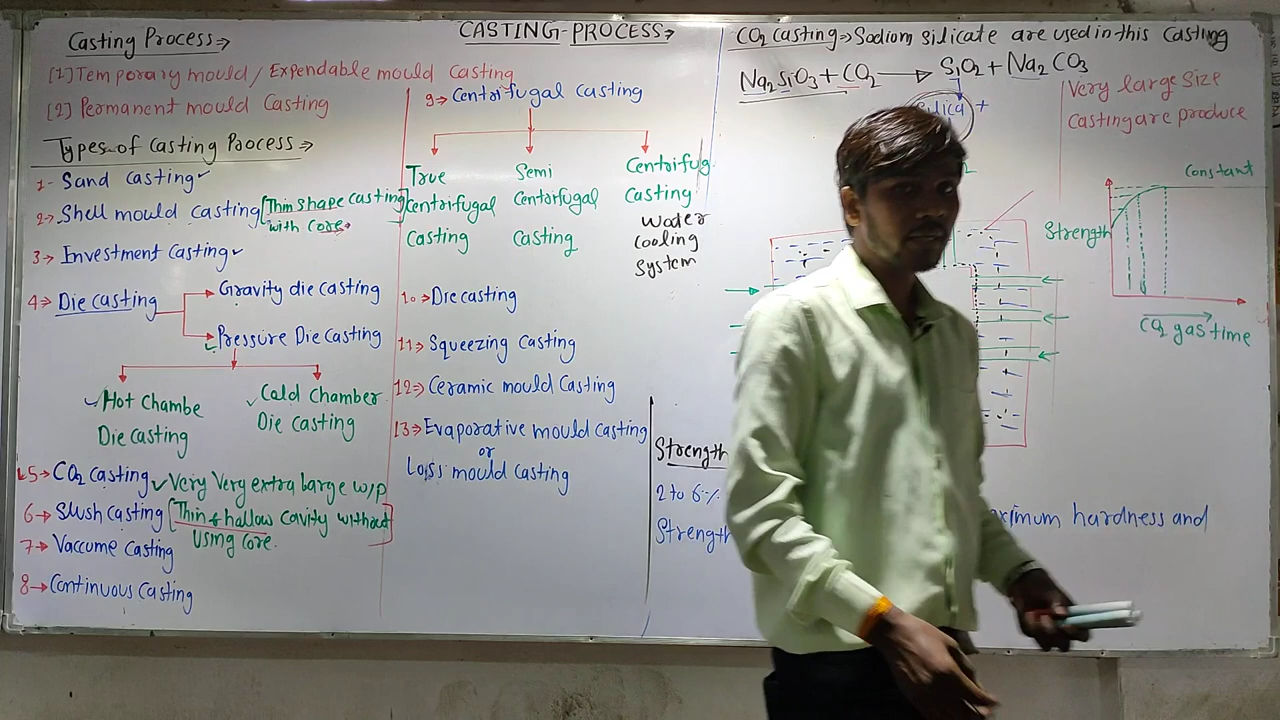 CASTING-PROCESS→
Casting Process→
[1] Temporary mould / Expendable mould Casting
[2] Permanent mould Casting
Types of Casting Process→
1- Sand casting✓
2→ Shell mould casting [Thin shape casting with core→]
3→ Investment Casting✓
4→ Die casting
Gravity die casting
Pressure Die casting
Hot Chambe
Die casting
Cold chamber
Die casting
5→ CO2 casting✓ Very Very extra large w/p
6→ Slush casting [Thin & hallow cavity without
Using core.
7→ Vaccume casting
8→ Continuous casting
9→ Centrifugal casting
True
Centrifugal
Casting
Semi
Centrifugal
Casting
Centrifug
Casting
Water
Cooling
System
10→ Die casting
11→ Squeezing casting
12→ Ceramic mould Casting
13→ Evaporative mould casting
or
Loss mould casting
CO2 casting→ Sodium silicate are used in this casting
Na2SiO3 + CO2 → SiO2 + Na2CO3
Silica +
Very large size
Casting are produce
Constant
Strength
CO2 gas time
Strength
2 to 6%
Strength
hardness and